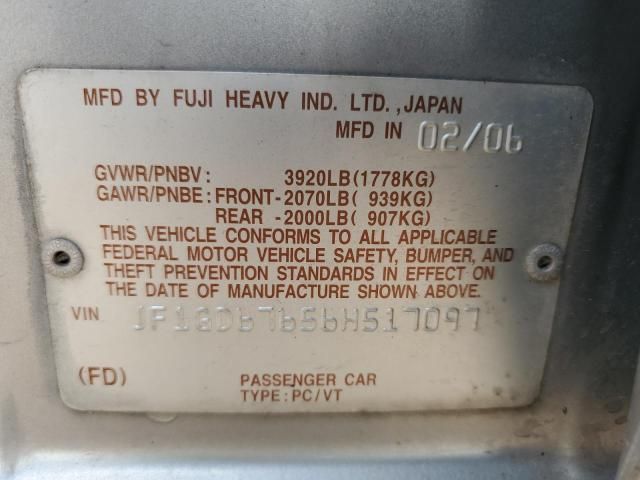 MFD BY FUJI HEAVY IND. LTD.,JAPAN
MFD IN 02/06
GVWR/PNBV: 3920LB(1778KG)
GAWR/PNBE:FRONT-2070LB( 939KG)
REAR -2000LB( 907KG)
THIS VEHICLE CONFORMS TO ALL APPLICABLE
FEDERAL MOTOR VEHICLE SAFETY, BUMPER, AND
THEFT PREVENTION STANDARDS IN EFFECT ON
THE DATE OF MANUFACTURE SHOWN ABOVE.
VIN JF1GD67656H517097
(FD) PASSENGER CAR
TYPE:PC/VT